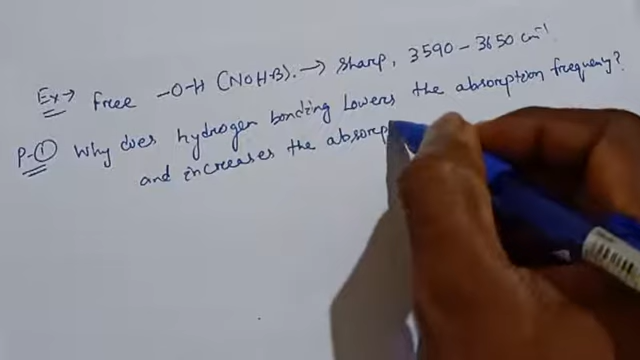 Ex→ Free -O-H (NO H.B). → sharp, 3590 - 3650 cm⁻¹
P-① Why does hydrogen bonding Lowers the absorption frequency?
and increases the absorp